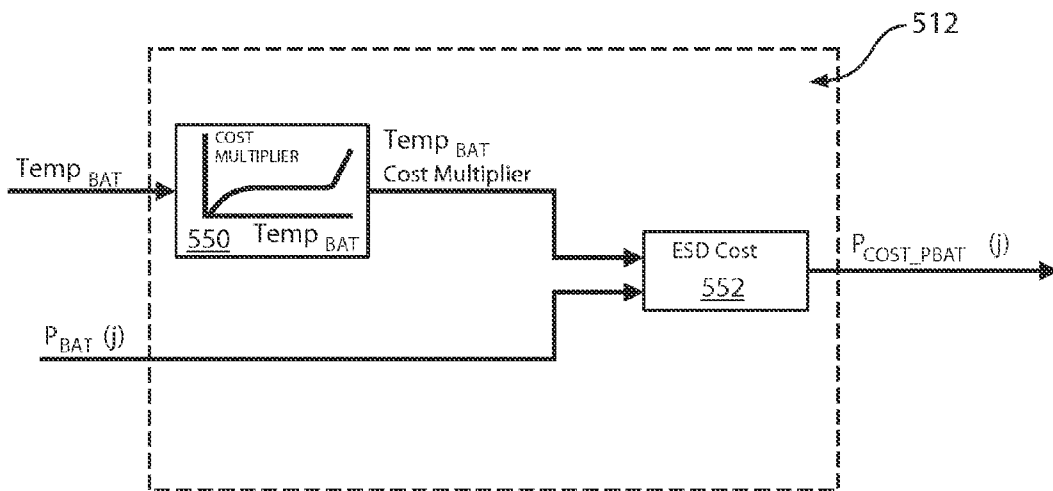 512
COST
MULTIPLIER
Temp BAT
550
Temp BAT
Temp BAT
Cost Multiplier
ESD Cost
552
P COST_PBAT (j)
P BAT (j)